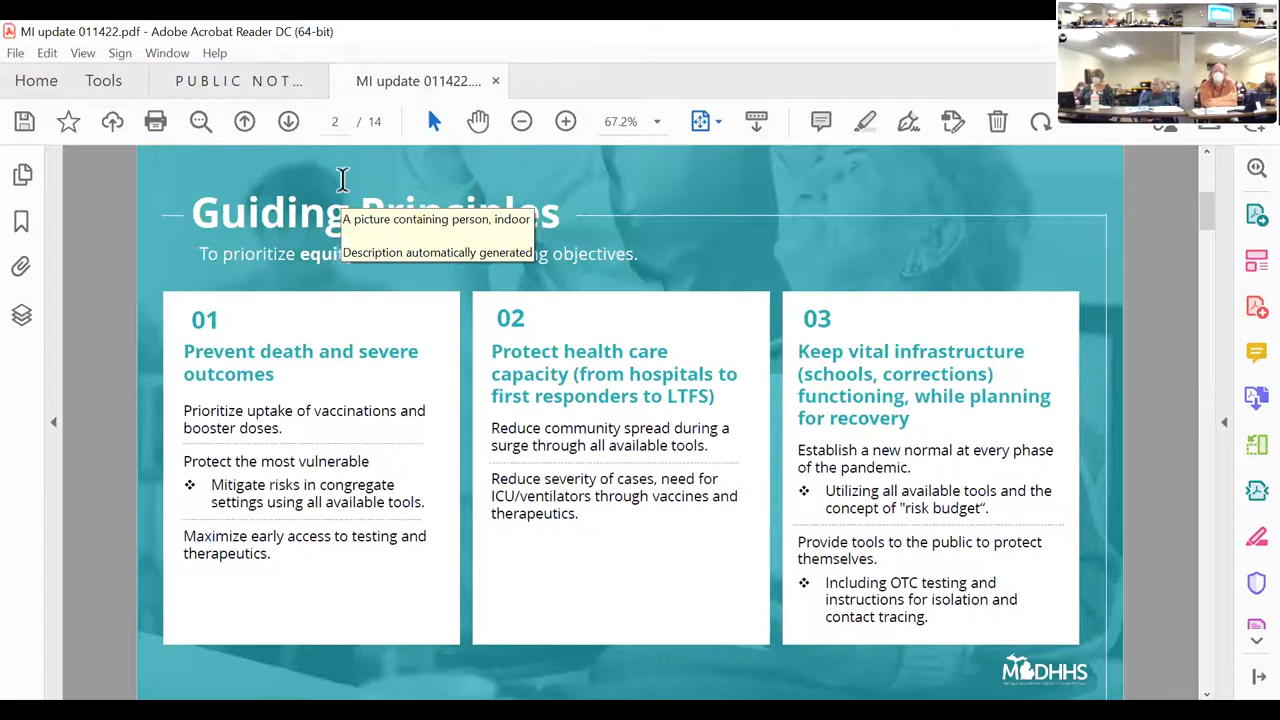 MI update 011422.pdf - Adobe Acrobat Reader DC (64-bit)
File Edit View Sign Window Help
Home Tools PUBLIC NOT... MI update 011422.... ×
2 / 14 67.2%
Guiding Principles
A picture containing person, indoor
Description automatically generated
To prioritize objectives.
01
Prevent death and severe
outcomes
Prioritize uptake of vaccinations and
booster doses.
Protect the most vulnerable
❖ Mitigate risks in congregate
settings using all available tools.
Maximize early access to testing and
therapeutics.
02
Protect health care
capacity (from hospitals to
first responders to LTFS)
Reduce community spread during a
surge through all available tools.
Reduce severity of cases, need for
ICU/ventilators through vaccines and
therapeutics.
03
Keep vital infrastructure
(schools, corrections)
functioning, while planning
for recovery
Establish a new normal at every phase
of the pandemic.
❖ Utilizing all available tools and the
concept of "risk budget“.
Provide tools to the public to protect
themselves.
❖ Including OTC testing and
instructions for isolation and
contact tracing.
MDHHS